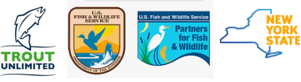 TROUT
UNLIMITED
U.S.
FISH & WILDLIFE
SERVICE
U.S. Fish and Wildlife Service
Partners
for Fish
& Wildlife
NEW
YORK
STATE